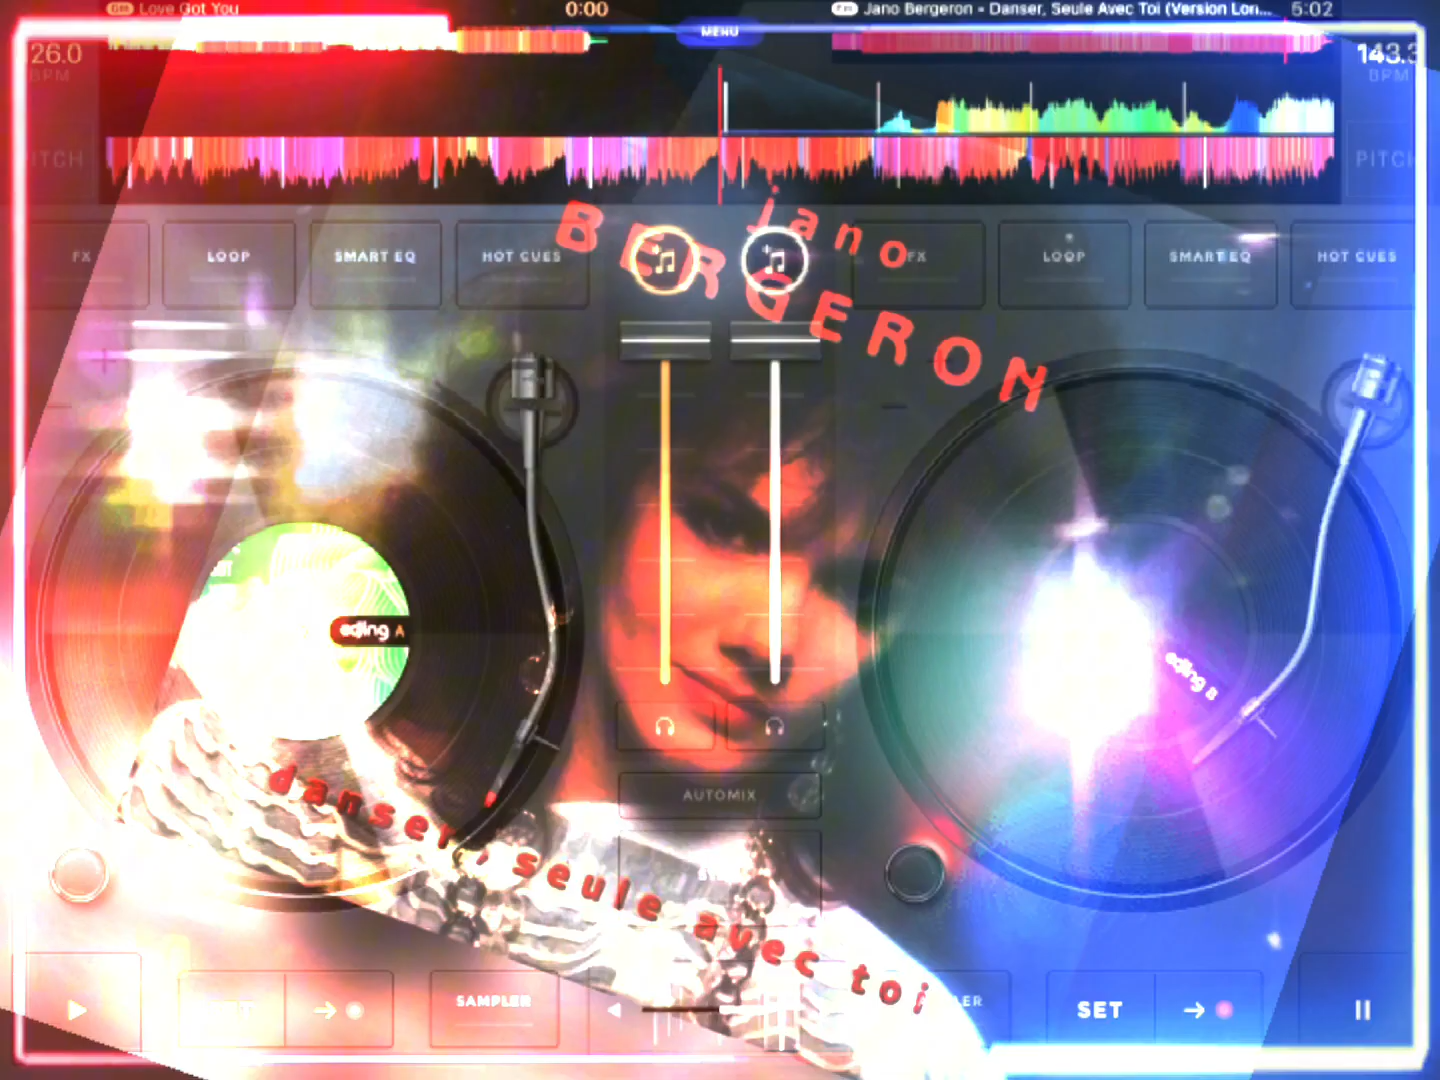 Love Got You
0:00
Jano Bergeron - Danser, Seule Avec Toi (Version Lon...
5:02
MENU
26.0
BPM
143.3
BPM
PITCH
jano
BERGERON
FX
LOOP
SMART EQ
HOT CUES
FX
LOOP
SMART EQ
HOT CUES
edjing A
edjing B
AUTOMIX
danser, seule avec toi
SAMPLER
SET